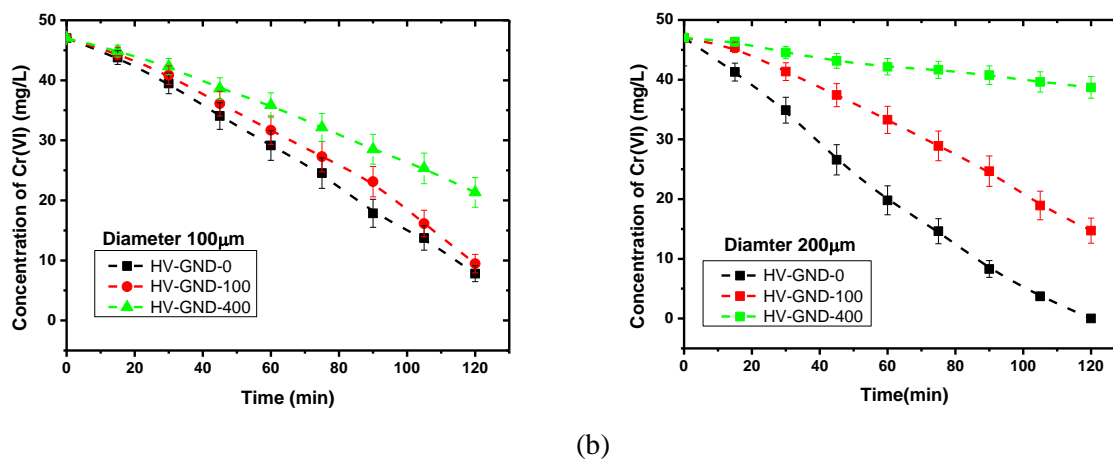 50
40
30
20
10
0
Concentration of Cr(VI) (mg/L)
Diameter 100μm
HV-GND-0
HV-GND-100
HV-GND-400
0 20 40 60 80 100 120
Time (min)
50
40
30
20
10
0
Concentration of Cr(VI) (mg/L)
Diamter 200μm
HV-GND-0
HV-GND-100
HV-GND-400
0 20 40 60 80 100 120
Time(min)
(b)